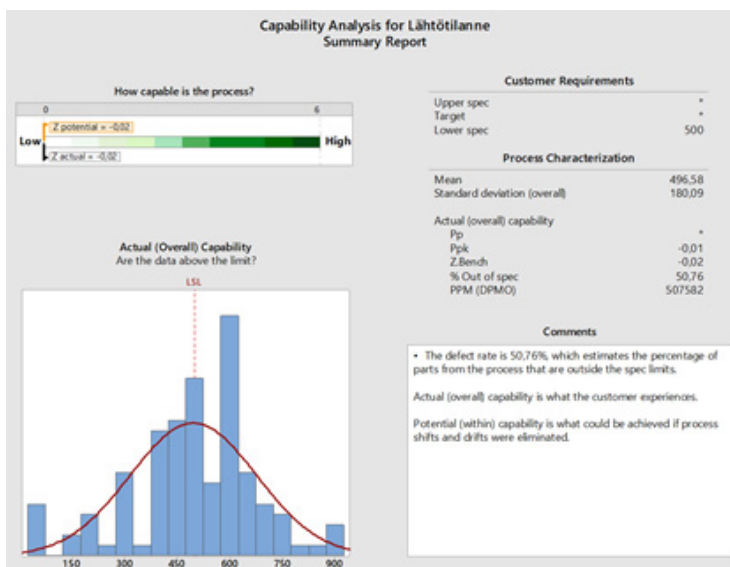 Capability Analysis for Lähtötilanne
Summary Report
How capable is the process?
0 6
Z potential = -0,02
Low High
Z actual = -0,02
Customer Requirements
Upper spec *
Target *
Lower spec 500
Process Characterization
Mean 496,58
Standard deviation (overall) 180,09
Actual (overall) capability
Pp *
Ppk -0,01
Z.Bench -0,02
% Out of spec 50,76
PPM (DPMO) 507582
Actual (Overall) Capability
Are the data above the limit?
LSL
150 300 450 600 750 900
Comments
• The defect rate is 50,76%, which estimates the percentage of
parts from the process that are outside the spec limits.
Actual (overall) capability is what the customer experiences.
Potential (within) capability is what could be achieved if process
shifts and drifts were eliminated.